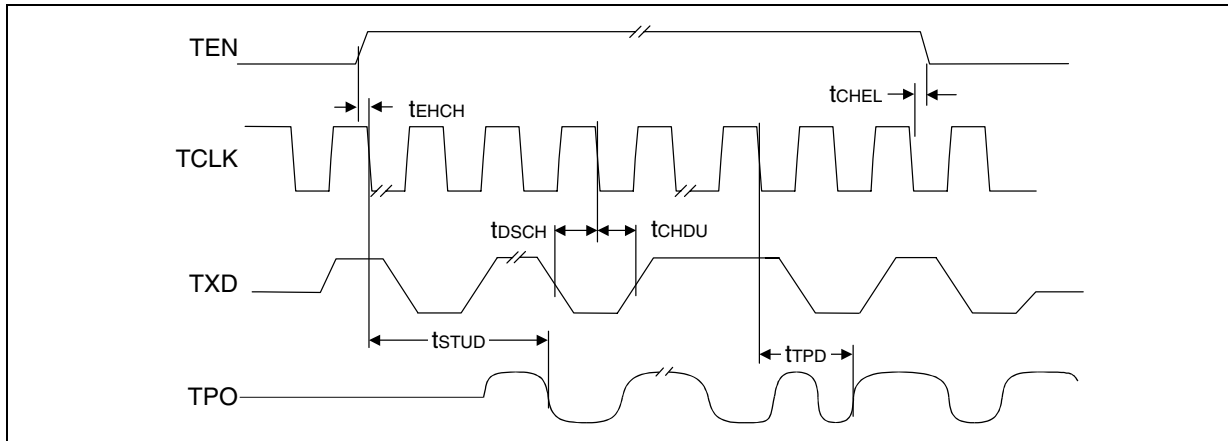 TEN
tCHEL
tEHCH
TCLK
tDSCH
tCHDU
TXD
tSTUD
tTPD
TPO